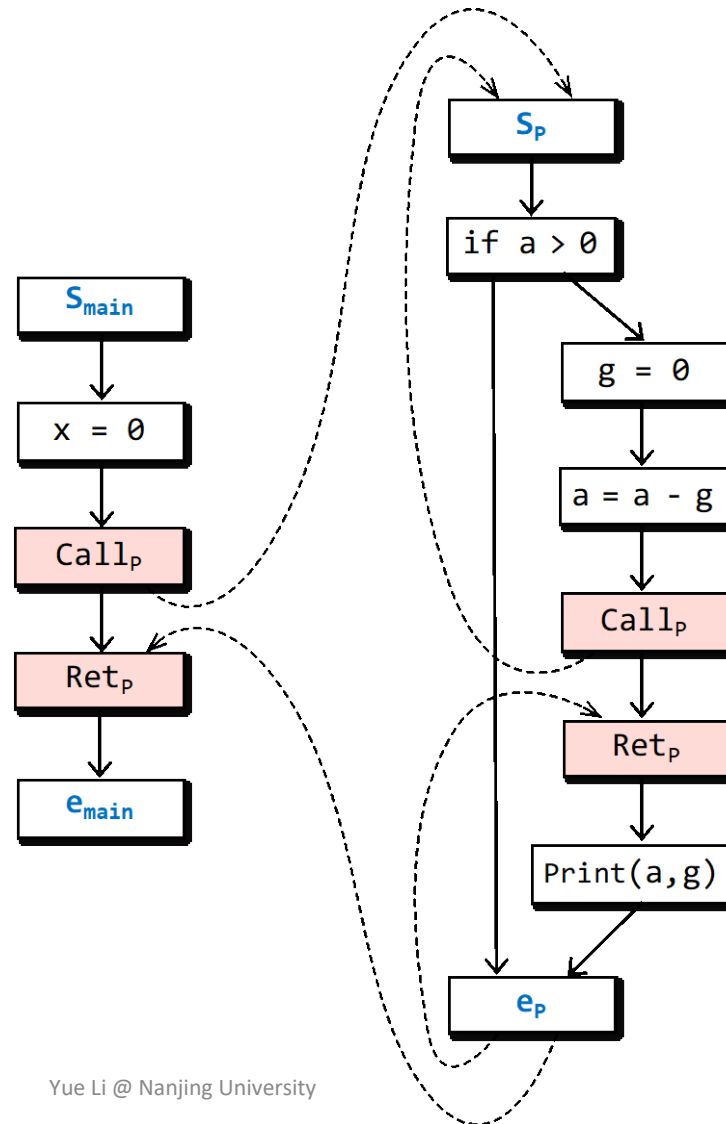 S_main
x = 0
Call_P
Ret_P
e_main
S_P
if a > 0
g = 0
a = a - g
Call_P
Ret_P
Print(a,g)
e_P
Yue Li @ Nanjing University